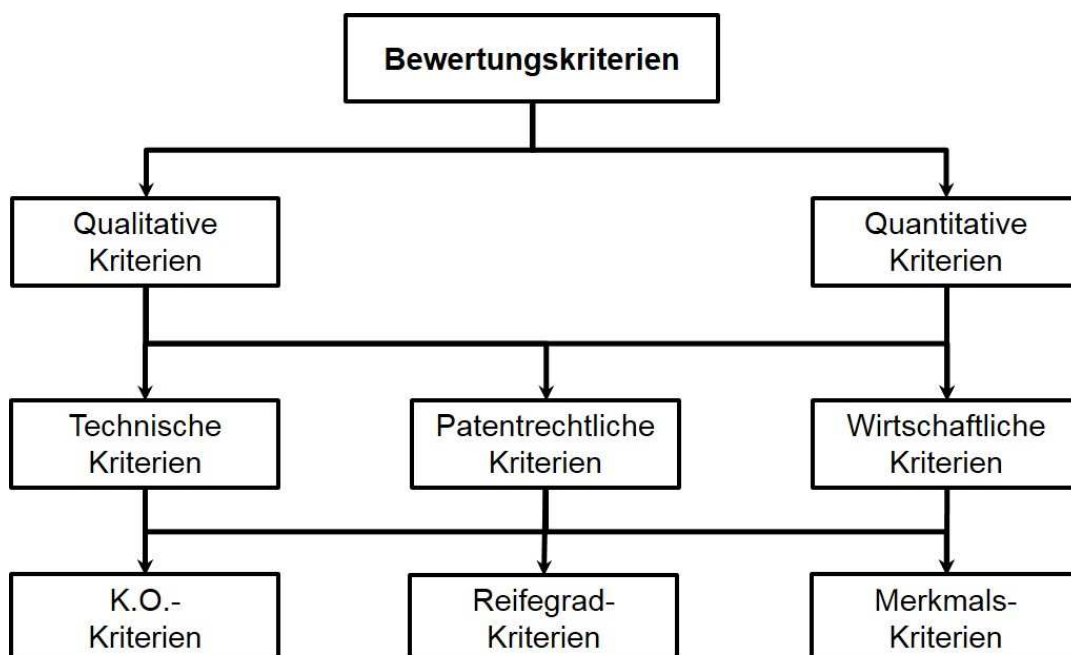 Bewertungskriterien
Qualitative
Kriterien
Quantitative
Kriterien
Technische
Kriterien
Patentrechtliche
Kriterien
Wirtschaftliche
Kriterien
K.O.-
Kriterien
Reifegrad-
Kriterien
Merkmals-
Kriterien